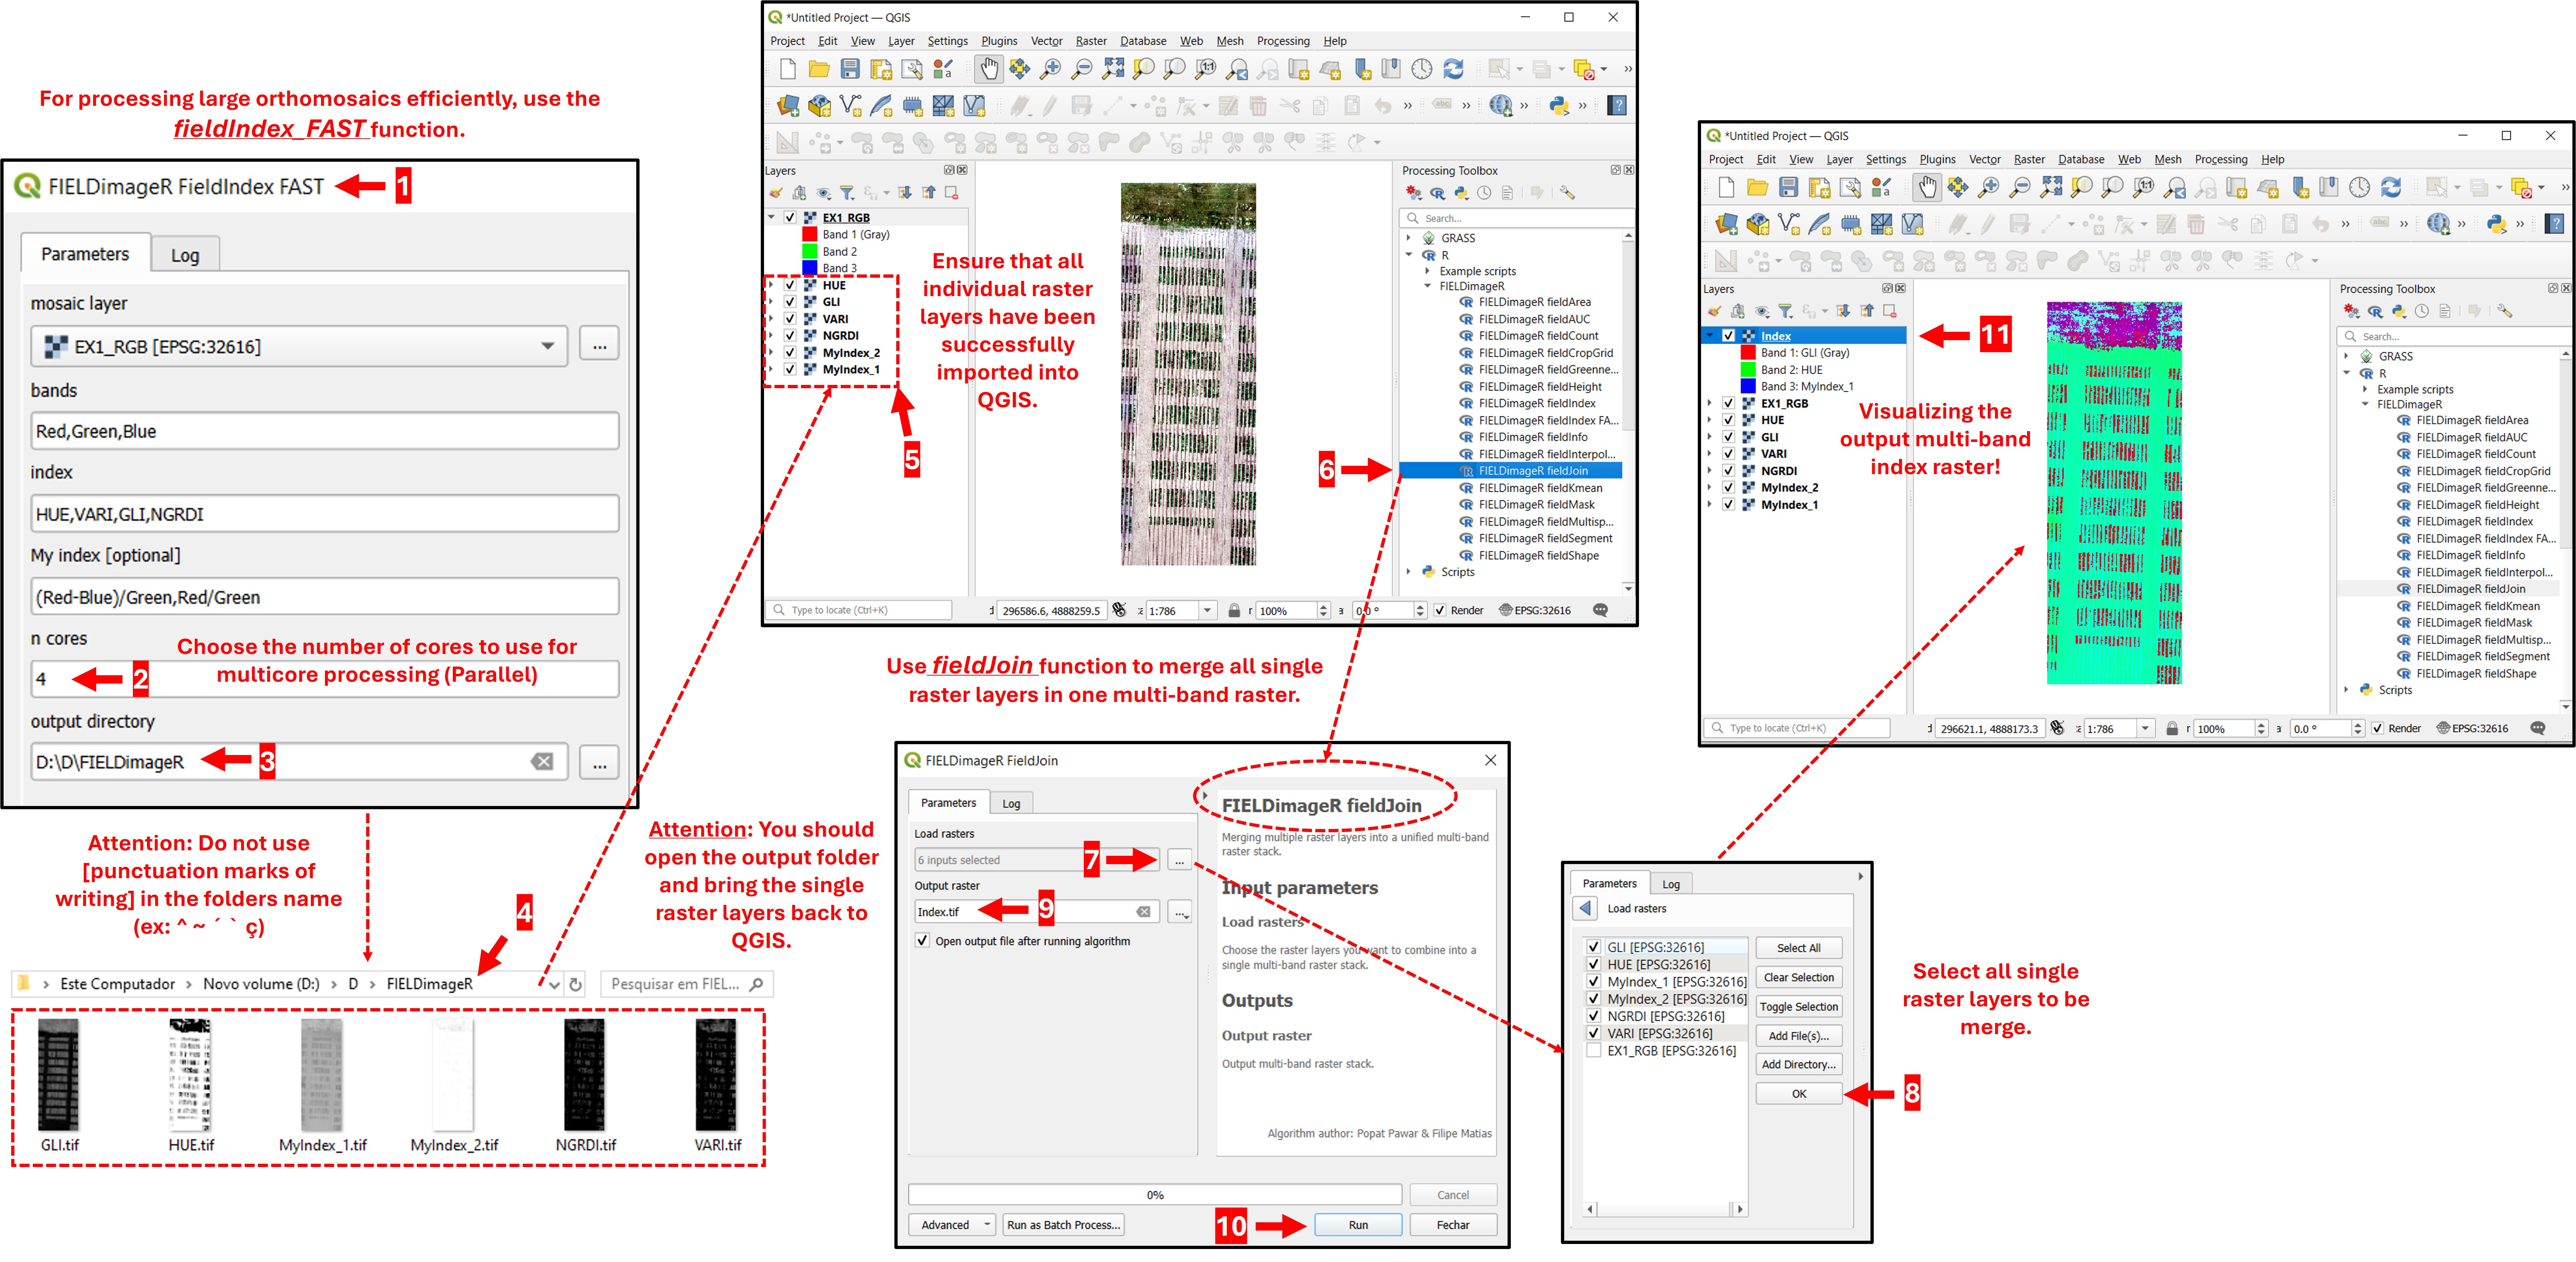 For processing large orthomosaics efficiently, use the
fieldIndex_FAST function.
FIELDimageR FieldIndex FAST
1
Parameters
Log
mosaic layer
EX1_RGB [EPSG:32616]
...
bands
Red,Green,Blue
index
HUE,VARI,GLI,NGRDI
My index [optional]
(Red-Blue)/Green,Red/Green
n cores
Choose the number of cores to use for
multicore processing (Parallel)
4
2
output directory
D:\D\FIELDimageR
3
...
Attention: Do not use
[punctuation marks of
writing] in the folders name
(ex: ^ ~ ´ ` ç)
4
Este Computador > Novo volume (D:) > D > FIELDimageR
Pesquisar em FIEL...
GLI.tif
HUE.tif
MyIndex_1.tif
MyIndex_2.tif
NGRDI.tif
VARI.tif
Attention: You should
open the output folder
and bring the single
raster layers back to
QGIS.
*Untitled Project — QGIS
Project Edit View Layer Settings Plugins Vector Raster Database Web Mesh Processing Help
Layers
EX1_RGB
Band 1 (Gray)
Band 2
Band 3
HUE
GLI
VARI
NGRDI
MyIndex_2
MyIndex_1
Ensure that all
individual raster
layers have been
successfully
imported into
QGIS.
5
Processing Toolbox
Search...
GRASS
R
Example scripts
FIELDimageR
FIELDimageR fieldArea
FIELDimageR fieldAUC
FIELDimageR fieldCount
FIELDimageR fieldCropGrid
FIELDimageR fieldGreenne...
FIELDimageR fieldHeight
FIELDimageR fieldIndex
FIELDimageR fieldIndex FA...
FIELDimageR fieldInfo
FIELDimageR fieldInterpol...
6
FIELDimageR fieldJoin
FIELDimageR fieldKmean
FIELDimageR fieldMask
FIELDimageR fieldMultisp...
FIELDimageR fieldSegment
FIELDimageR fieldShape
Scripts
Type to locate (Ctrl+K)
296586.6, 4888259.5
1:786
100%
0.0 °
Render
EPSG:32616
Use fieldJoin function to merge all single
raster layers in one multi-band raster.
FIELDimageR FieldJoin
Parameters
Log
Load rasters
6 inputs selected
7
...
Output raster
Index.tif
9
...
Open output file after running algorithm
FIELDimageR fieldJoin
Merging multiple raster layers into a unified multi-band
raster stack.
Input parameters
Load rasters
Choose the raster layers you want to combine into a
single multi-band raster stack.
Outputs
Output raster
Output multi-band raster stack.
Algorithm author: Popat Pawar & Filipe Matias
0%
Cancel
Advanced
Run as Batch Process...
10
Run
Fechar
Parameters
Log
Load rasters
GLI [EPSG:32616]
HUE [EPSG:32616]
MyIndex_1 [EPSG:32616]
MyIndex_2 [EPSG:32616]
NGRDI [EPSG:32616]
VARI [EPSG:32616]
EX1_RGB [EPSG:32616]
Select All
Clear Selection
Toggle Selection
Add File(s)...
Add Directory...
OK
8
Select all single
raster layers to be
merge.
*Untitled Project — QGIS
Project Edit View Layer Settings Plugins Vector Raster Database Web Mesh Processing Help
Layers
Index
11
Band 1: GLI (Gray)
Band 2: HUE
Band 3: MyIndex_1
EX1_RGB
HUE
GLI
VARI
NGRDI
MyIndex_2
MyIndex_1
Visualizing the
output multi-band
index raster!
Processing Toolbox
Search...
GRASS
R
Example scripts
FIELDimageR
FIELDimageR fieldArea
FIELDimageR fieldAUC
FIELDimageR fieldCount
FIELDimageR fieldCropGrid
FIELDimageR fieldGreenne...
FIELDimageR fieldHeight
FIELDimageR fieldIndex
FIELDimageR fieldIndex FA...
FIELDimageR fieldInfo
FIELDimageR fieldInterpol...
FIELDimageR fieldJoin
FIELDimageR fieldKmean
FIELDimageR fieldMask
FIELDimageR fieldMultisp...
FIELDimageR fieldSegment
FIELDimageR fieldShape
Scripts
Type to locate (Ctrl+K)
296621.1, 4888173.3
1:786
100%
0.0 °
Render
EPSG:32616